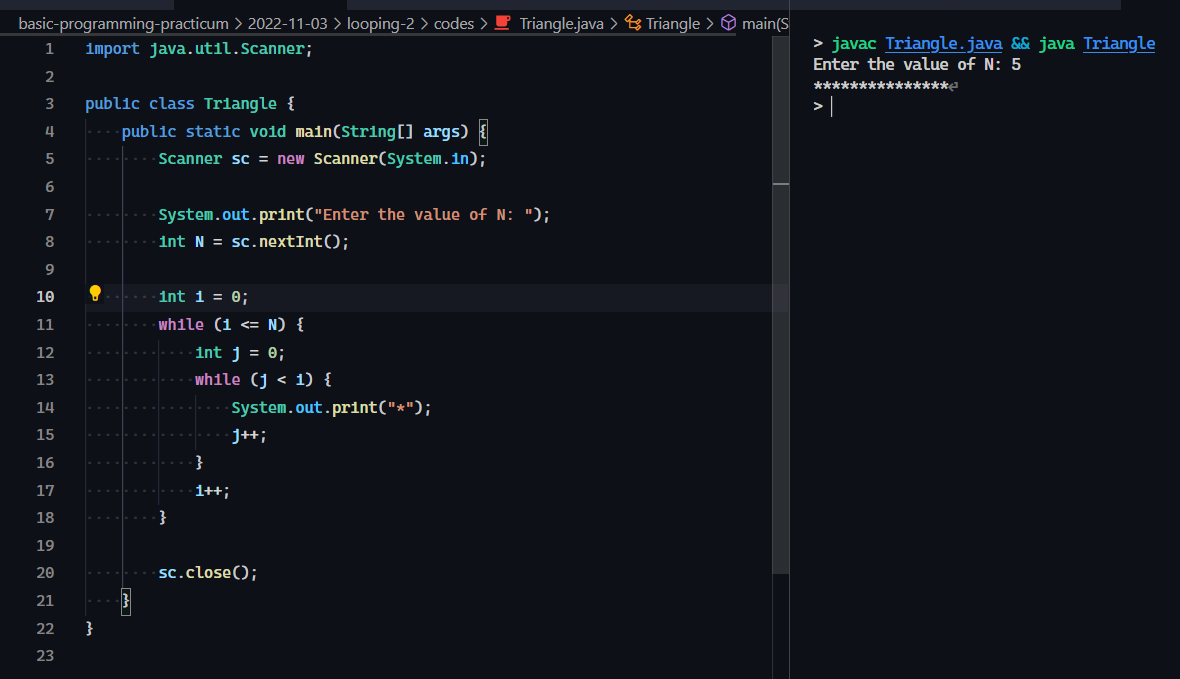 basic-programming-practicum > 2022-11-03 > looping-2 > codes > Triangle.java > Triangle > main(S
1 import java.util.Scanner;
2
3 public class Triangle {
4 ····public static void main(String[] args) {
5 ········Scanner sc = new Scanner(System.in);
6
7 ········System.out.print("Enter the value of N: ");
8 ········int N = sc.nextInt();
9
10 ········int i = 0;
11 ········while (i <= N) {
12 ············int j = 0;
13 ············while (j < i) {
14 ················System.out.print("*");
15 ················j++;
16 ············}
17 ············i++;
18 ········}
19
20 ········sc.close();
21 ····}
22 }
23
> javac Triangle.java && java Triangle
Enter the value of N: 5
***************⏎
>